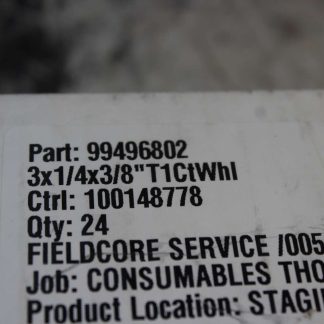 Part: 99496802
3x1/4x3/8"T1CtWhl
Ctrl: 100148778
Qty: 24
FIELDCORE SERVICE /005
Job: CONSUMABLES THO
Product Location: STAGI